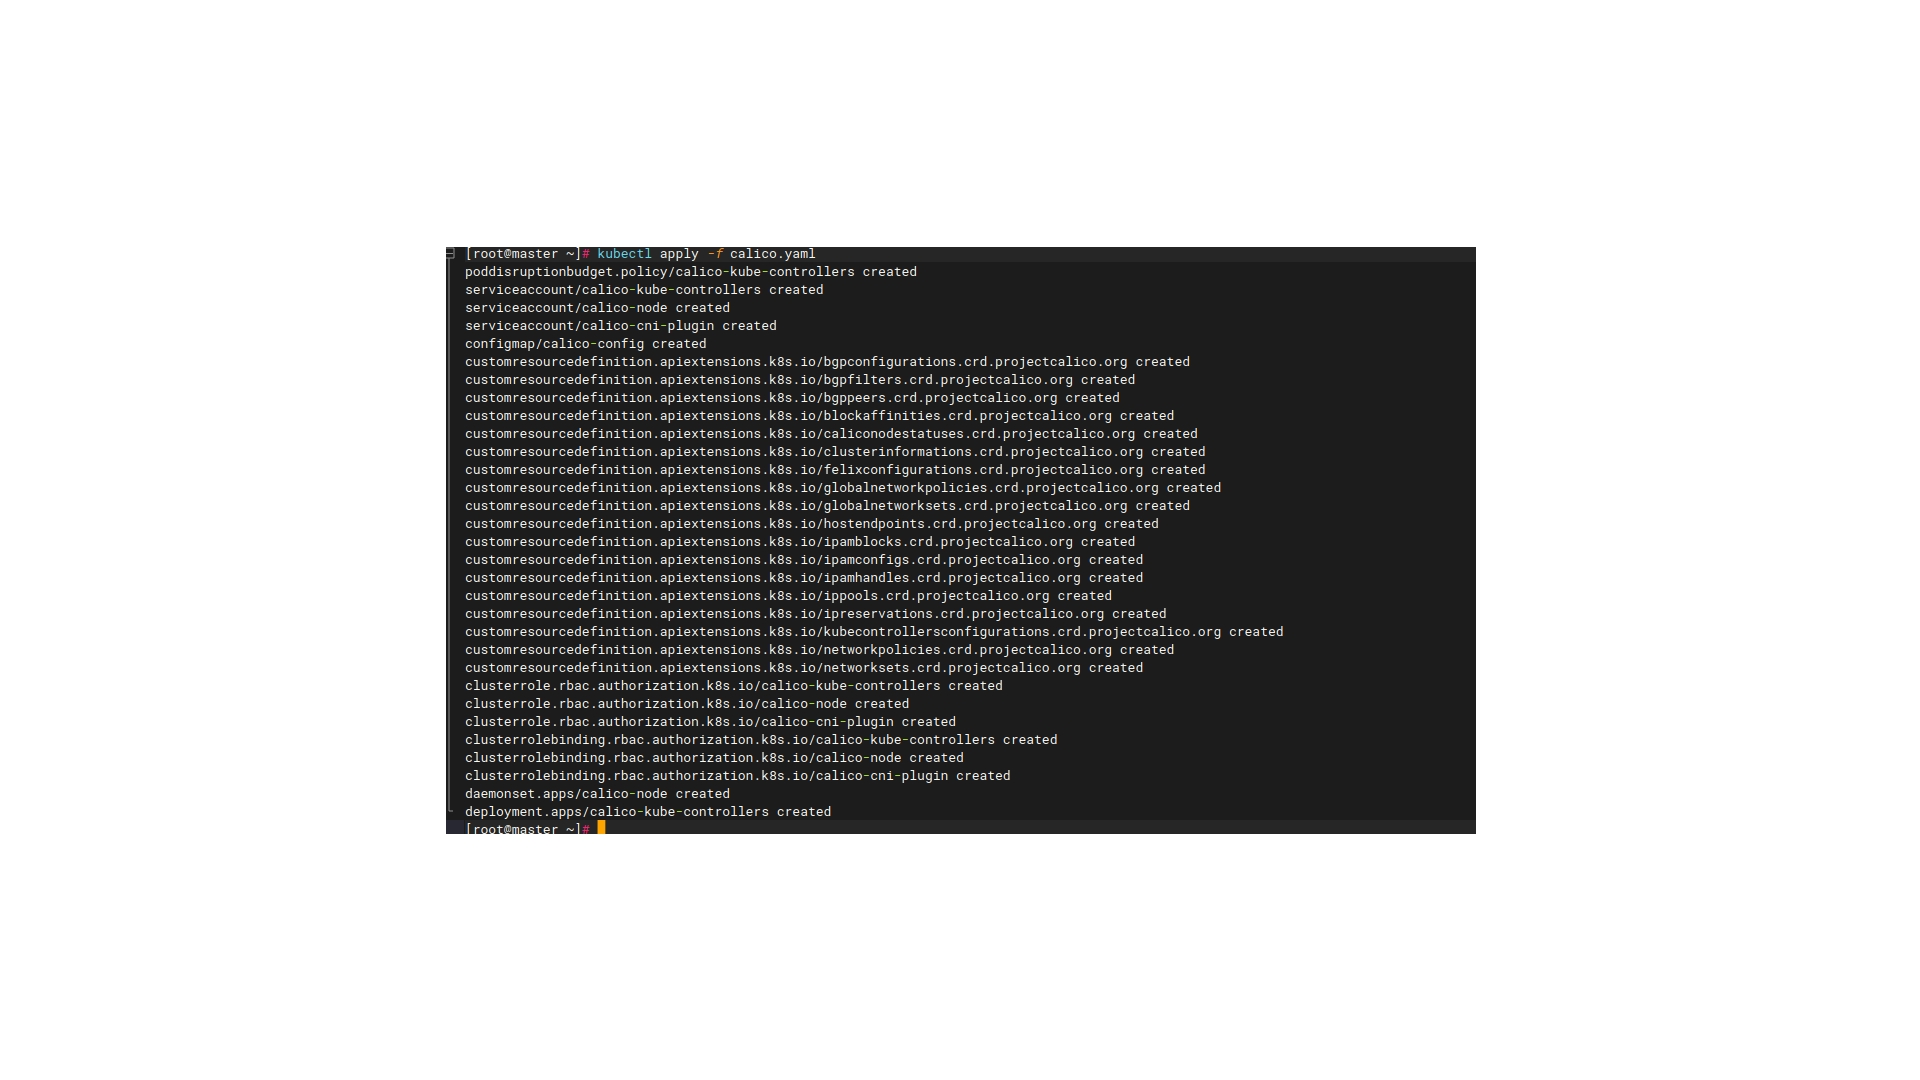 [root@master ~]# kubectl apply -f calico.yaml
poddisruptionbudget.policy/calico-kube-controllers created
serviceaccount/calico-kube-controllers created
serviceaccount/calico-node created
serviceaccount/calico-cni-plugin created
configmap/calico-config created
customresourcedefinition.apiextensions.k8s.io/bgpconfigurations.crd.projectcalico.org created
customresourcedefinition.apiextensions.k8s.io/bgpfilters.crd.projectcalico.org created
customresourcedefinition.apiextensions.k8s.io/bgppeers.crd.projectcalico.org created
customresourcedefinition.apiextensions.k8s.io/blockaffinities.crd.projectcalico.org created
customresourcedefinition.apiextensions.k8s.io/caliconodestatuses.crd.projectcalico.org created
customresourcedefinition.apiextensions.k8s.io/clusterinformations.crd.projectcalico.org created
customresourcedefinition.apiextensions.k8s.io/felixconfigurations.crd.projectcalico.org created
customresourcedefinition.apiextensions.k8s.io/globalnetworkpolicies.crd.projectcalico.org created
customresourcedefinition.apiextensions.k8s.io/globalnetworksets.crd.projectcalico.org created
customresourcedefinition.apiextensions.k8s.io/hostendpoints.crd.projectcalico.org created
customresourcedefinition.apiextensions.k8s.io/ipamblocks.crd.projectcalico.org created
customresourcedefinition.apiextensions.k8s.io/ipamconfigs.crd.projectcalico.org created
customresourcedefinition.apiextensions.k8s.io/ipamhandles.crd.projectcalico.org created
customresourcedefinition.apiextensions.k8s.io/ippools.crd.projectcalico.org created
customresourcedefinition.apiextensions.k8s.io/ipreservations.crd.projectcalico.org created
customresourcedefinition.apiextensions.k8s.io/kubecontrollersconfigurations.crd.projectcalico.org created
customresourcedefinition.apiextensions.k8s.io/networkpolicies.crd.projectcalico.org created
customresourcedefinition.apiextensions.k8s.io/networksets.crd.projectcalico.org created
clusterrole.rbac.authorization.k8s.io/calico-kube-controllers created
clusterrole.rbac.authorization.k8s.io/calico-node created
clusterrole.rbac.authorization.k8s.io/calico-cni-plugin created
clusterrolebinding.rbac.authorization.k8s.io/calico-kube-controllers created
clusterrolebinding.rbac.authorization.k8s.io/calico-node created
clusterrolebinding.rbac.authorization.k8s.io/calico-cni-plugin created
daemonset.apps/calico-node created
deployment.apps/calico-kube-controllers created
[root@master ~]#